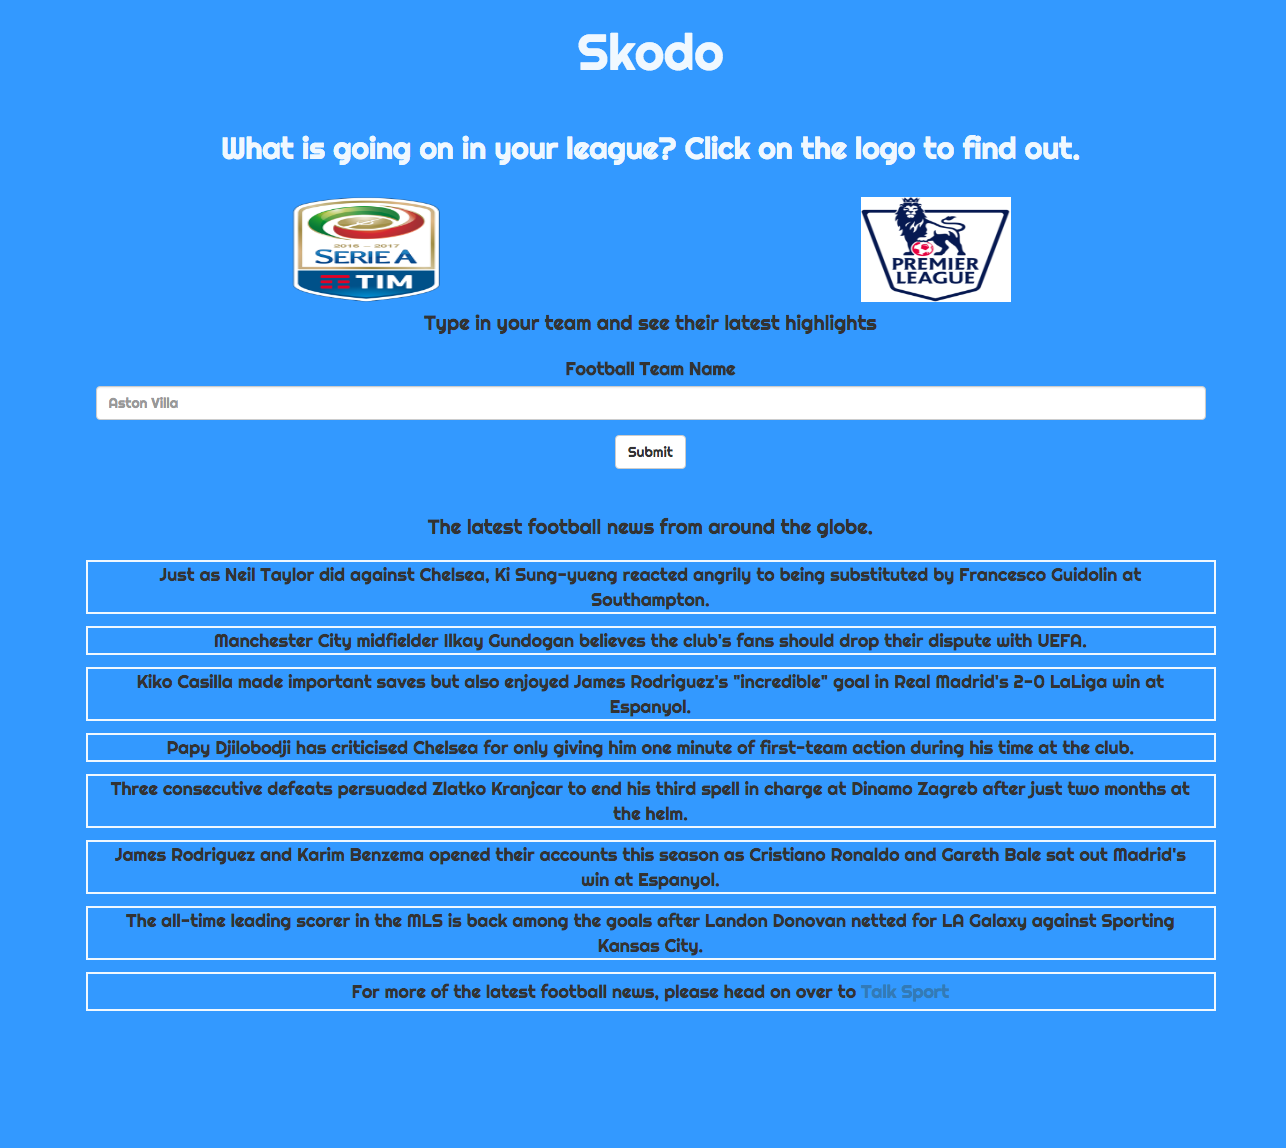 Skodo
What is going on in your league? Click on the logo to find out.
2016 – 2017
SERIE A
TIM
PREMIER
LEAGUE
Type in your team and see their latest highlights
Football Team Name
Aston Villa
Submit
The latest football news from around the globe.
Just as Neil Taylor did against Chelsea, Ki Sung-yueng reacted angrily to being substituted by Francesco Guidolin at
Southampton.
Manchester City midfielder Ilkay Gundogan believes the club's fans should drop their dispute with UEFA.
Kiko Casilla made important saves but also enjoyed James Rodriguez's "incredible" goal in Real Madrid's 2-0 LaLiga win at
Espanyol.
Papy Djilobodji has criticised Chelsea for only giving him one minute of first-team action during his time at the club.
Three consecutive defeats persuaded Zlatko Kranjcar to end his third spell in charge at Dinamo Zagreb after just two months at
the helm.
James Rodriguez and Karim Benzema opened their accounts this season as Cristiano Ronaldo and Gareth Bale sat out Madrid's
win at Espanyol.
The all-time leading scorer in the MLS is back among the goals after Landon Donovan netted for LA Galaxy against Sporting
Kansas City.
For more of the latest football news, please head on over to Talk Sport